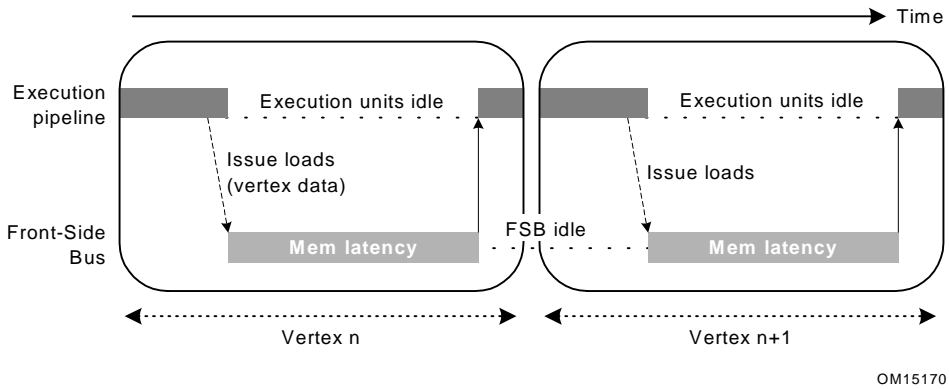 Time
Execution
pipeline
Execution units idle
Execution units idle
Issue loads
(vertex data)
Issue loads
Front-Side
Bus
Mem latency
FSB idle
Mem latency
Vertex n
Vertex n+1
OM15170